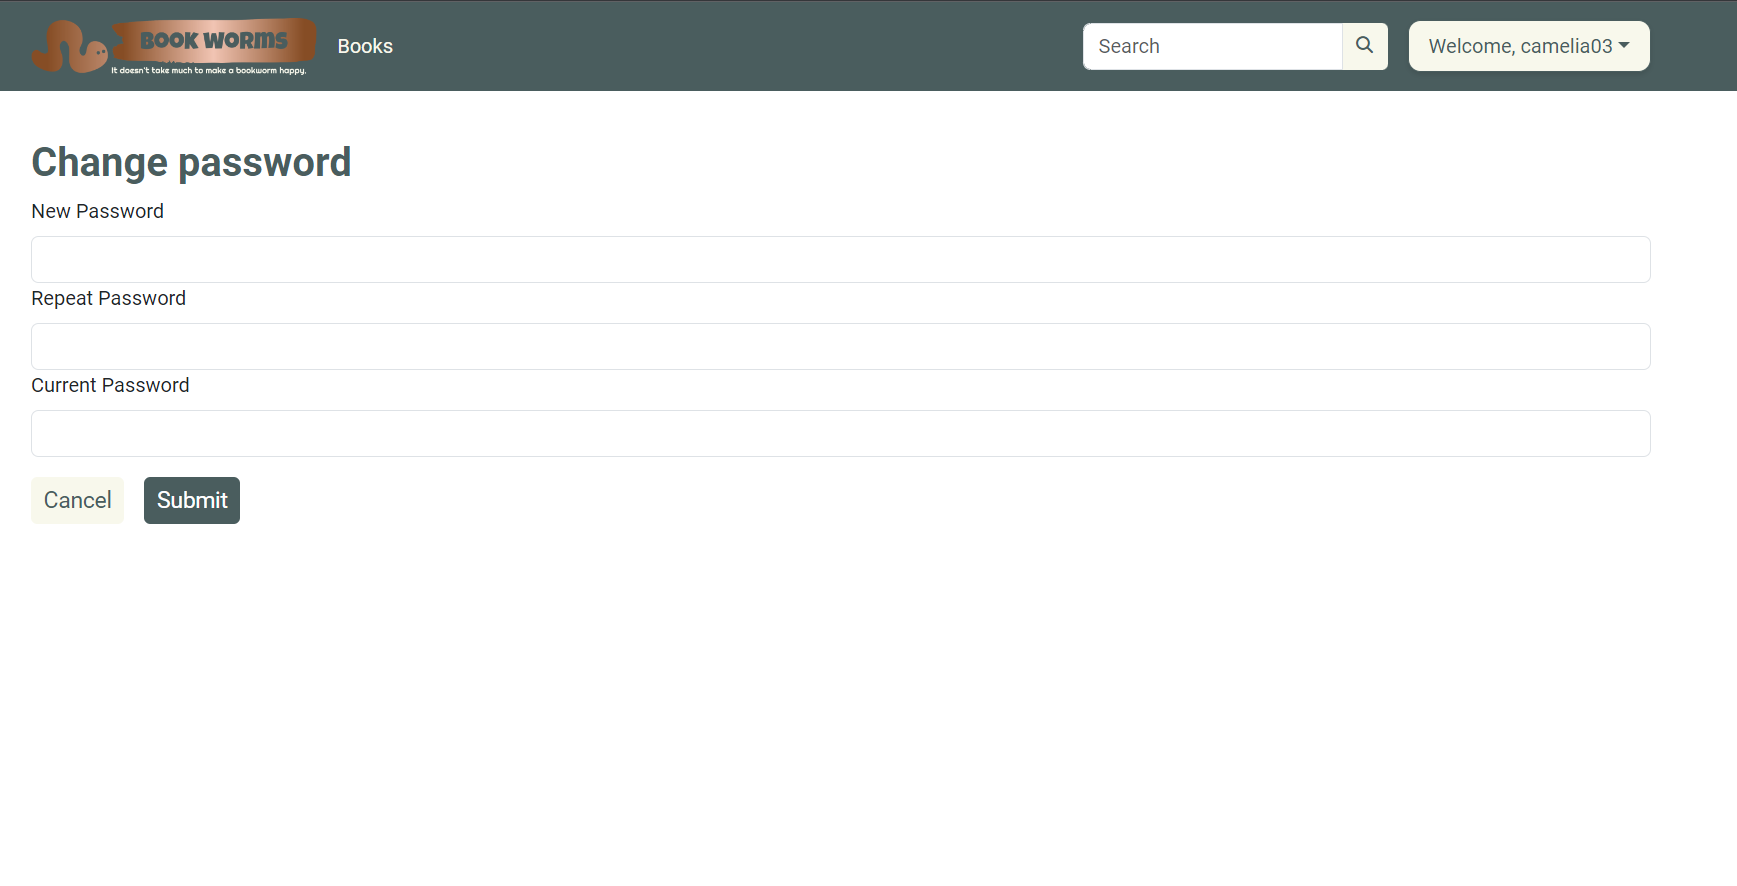 BOOK WORMS
It doesn't take much to make a bookworm happy.
Books
Search
Welcome, camelia03
Change password
New Password
Repeat Password
Current Password
Cancel
Submit